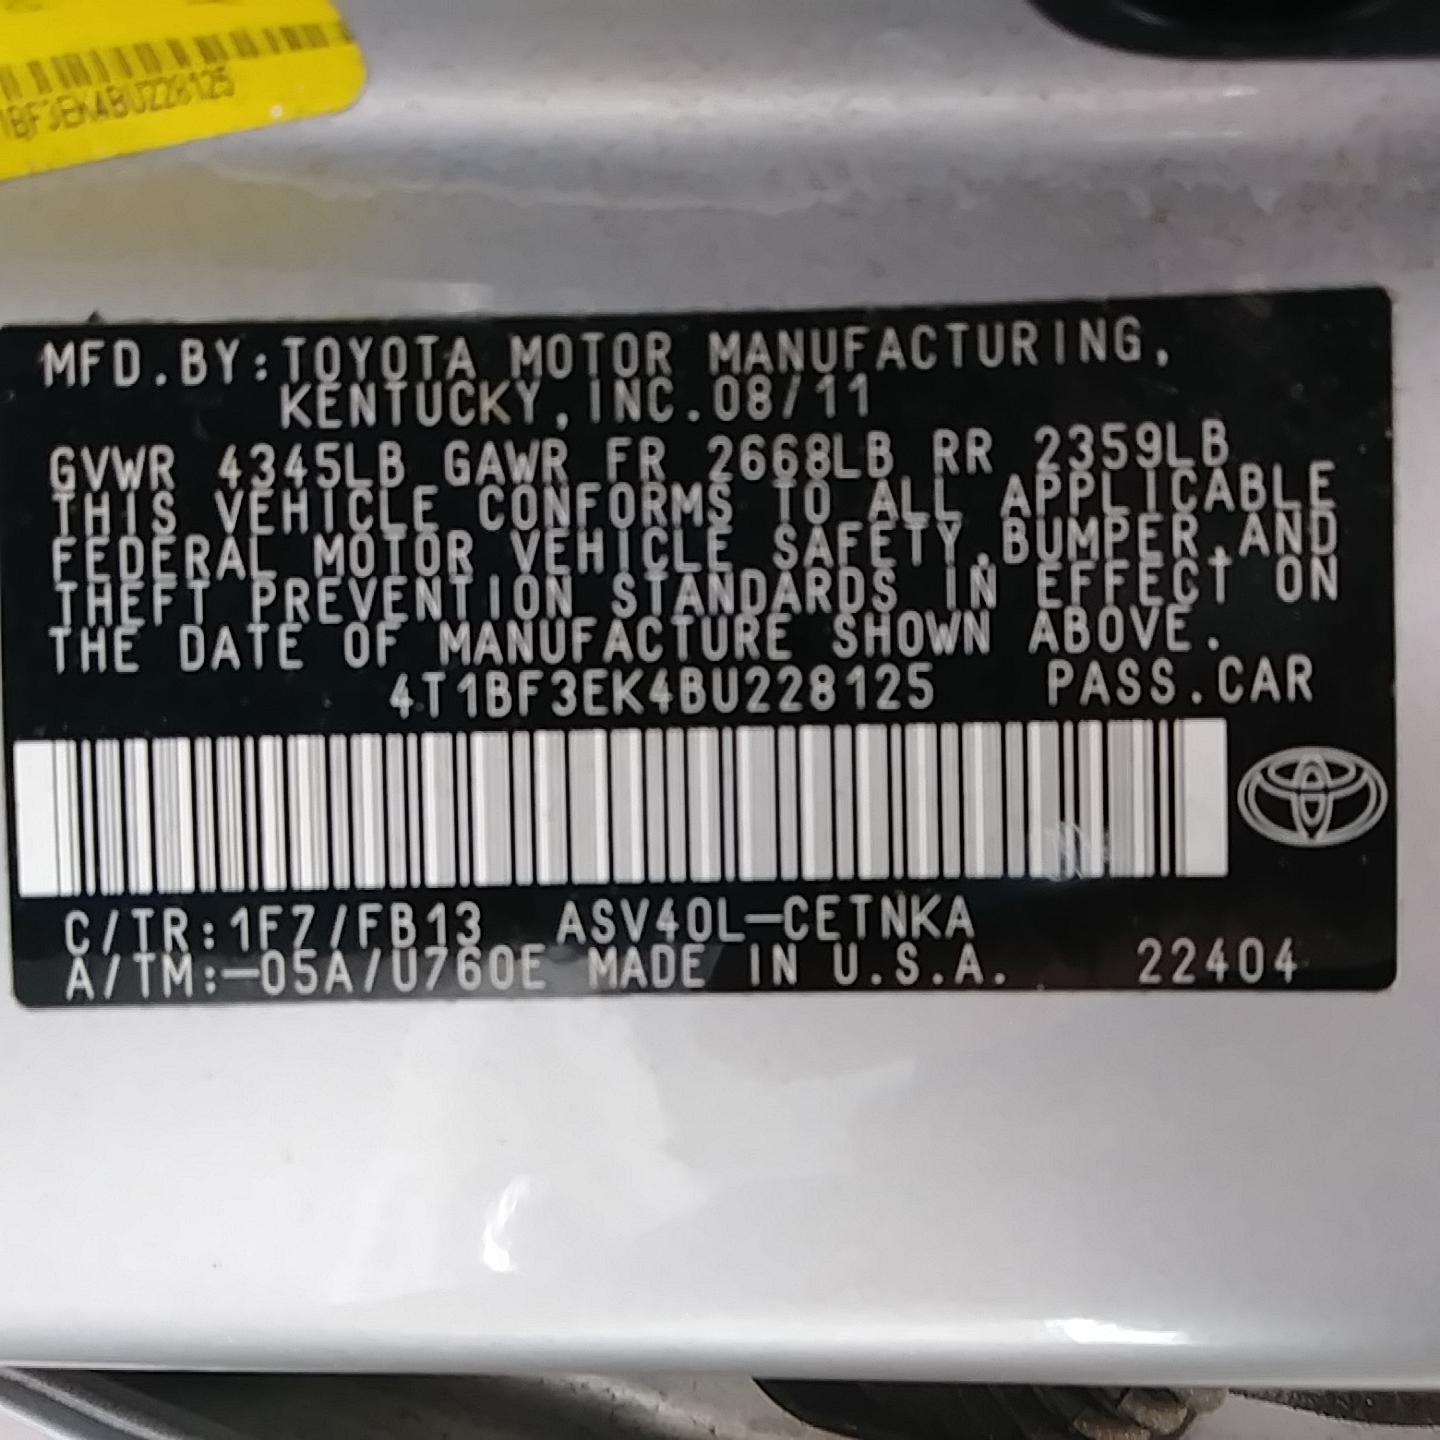 1BF3EK4BU228125
MFD.BY:TOYOTA MOTOR MANUFACTURING,
KENTUCKY,INC.08/11
GVWR 4345LB GAWR FR 2668LB RR 2359LB
THIS VEHICLE CONFORMS TO ALL APPLICABLE
FEDERAL MOTOR VEHICLE SAFETY,BUMPER,AND
THEFT PREVENTION STANDARDS IN EFFECT ON
THE DATE OF MANUFACTURE SHOWN ABOVE.
4T1BF3EK4BU228125 PASS.CAR
C/TR:1F7/FB13 ASV40L-CETNKA
A/TM:-05A/U760E MADE IN U.S.A. 22404